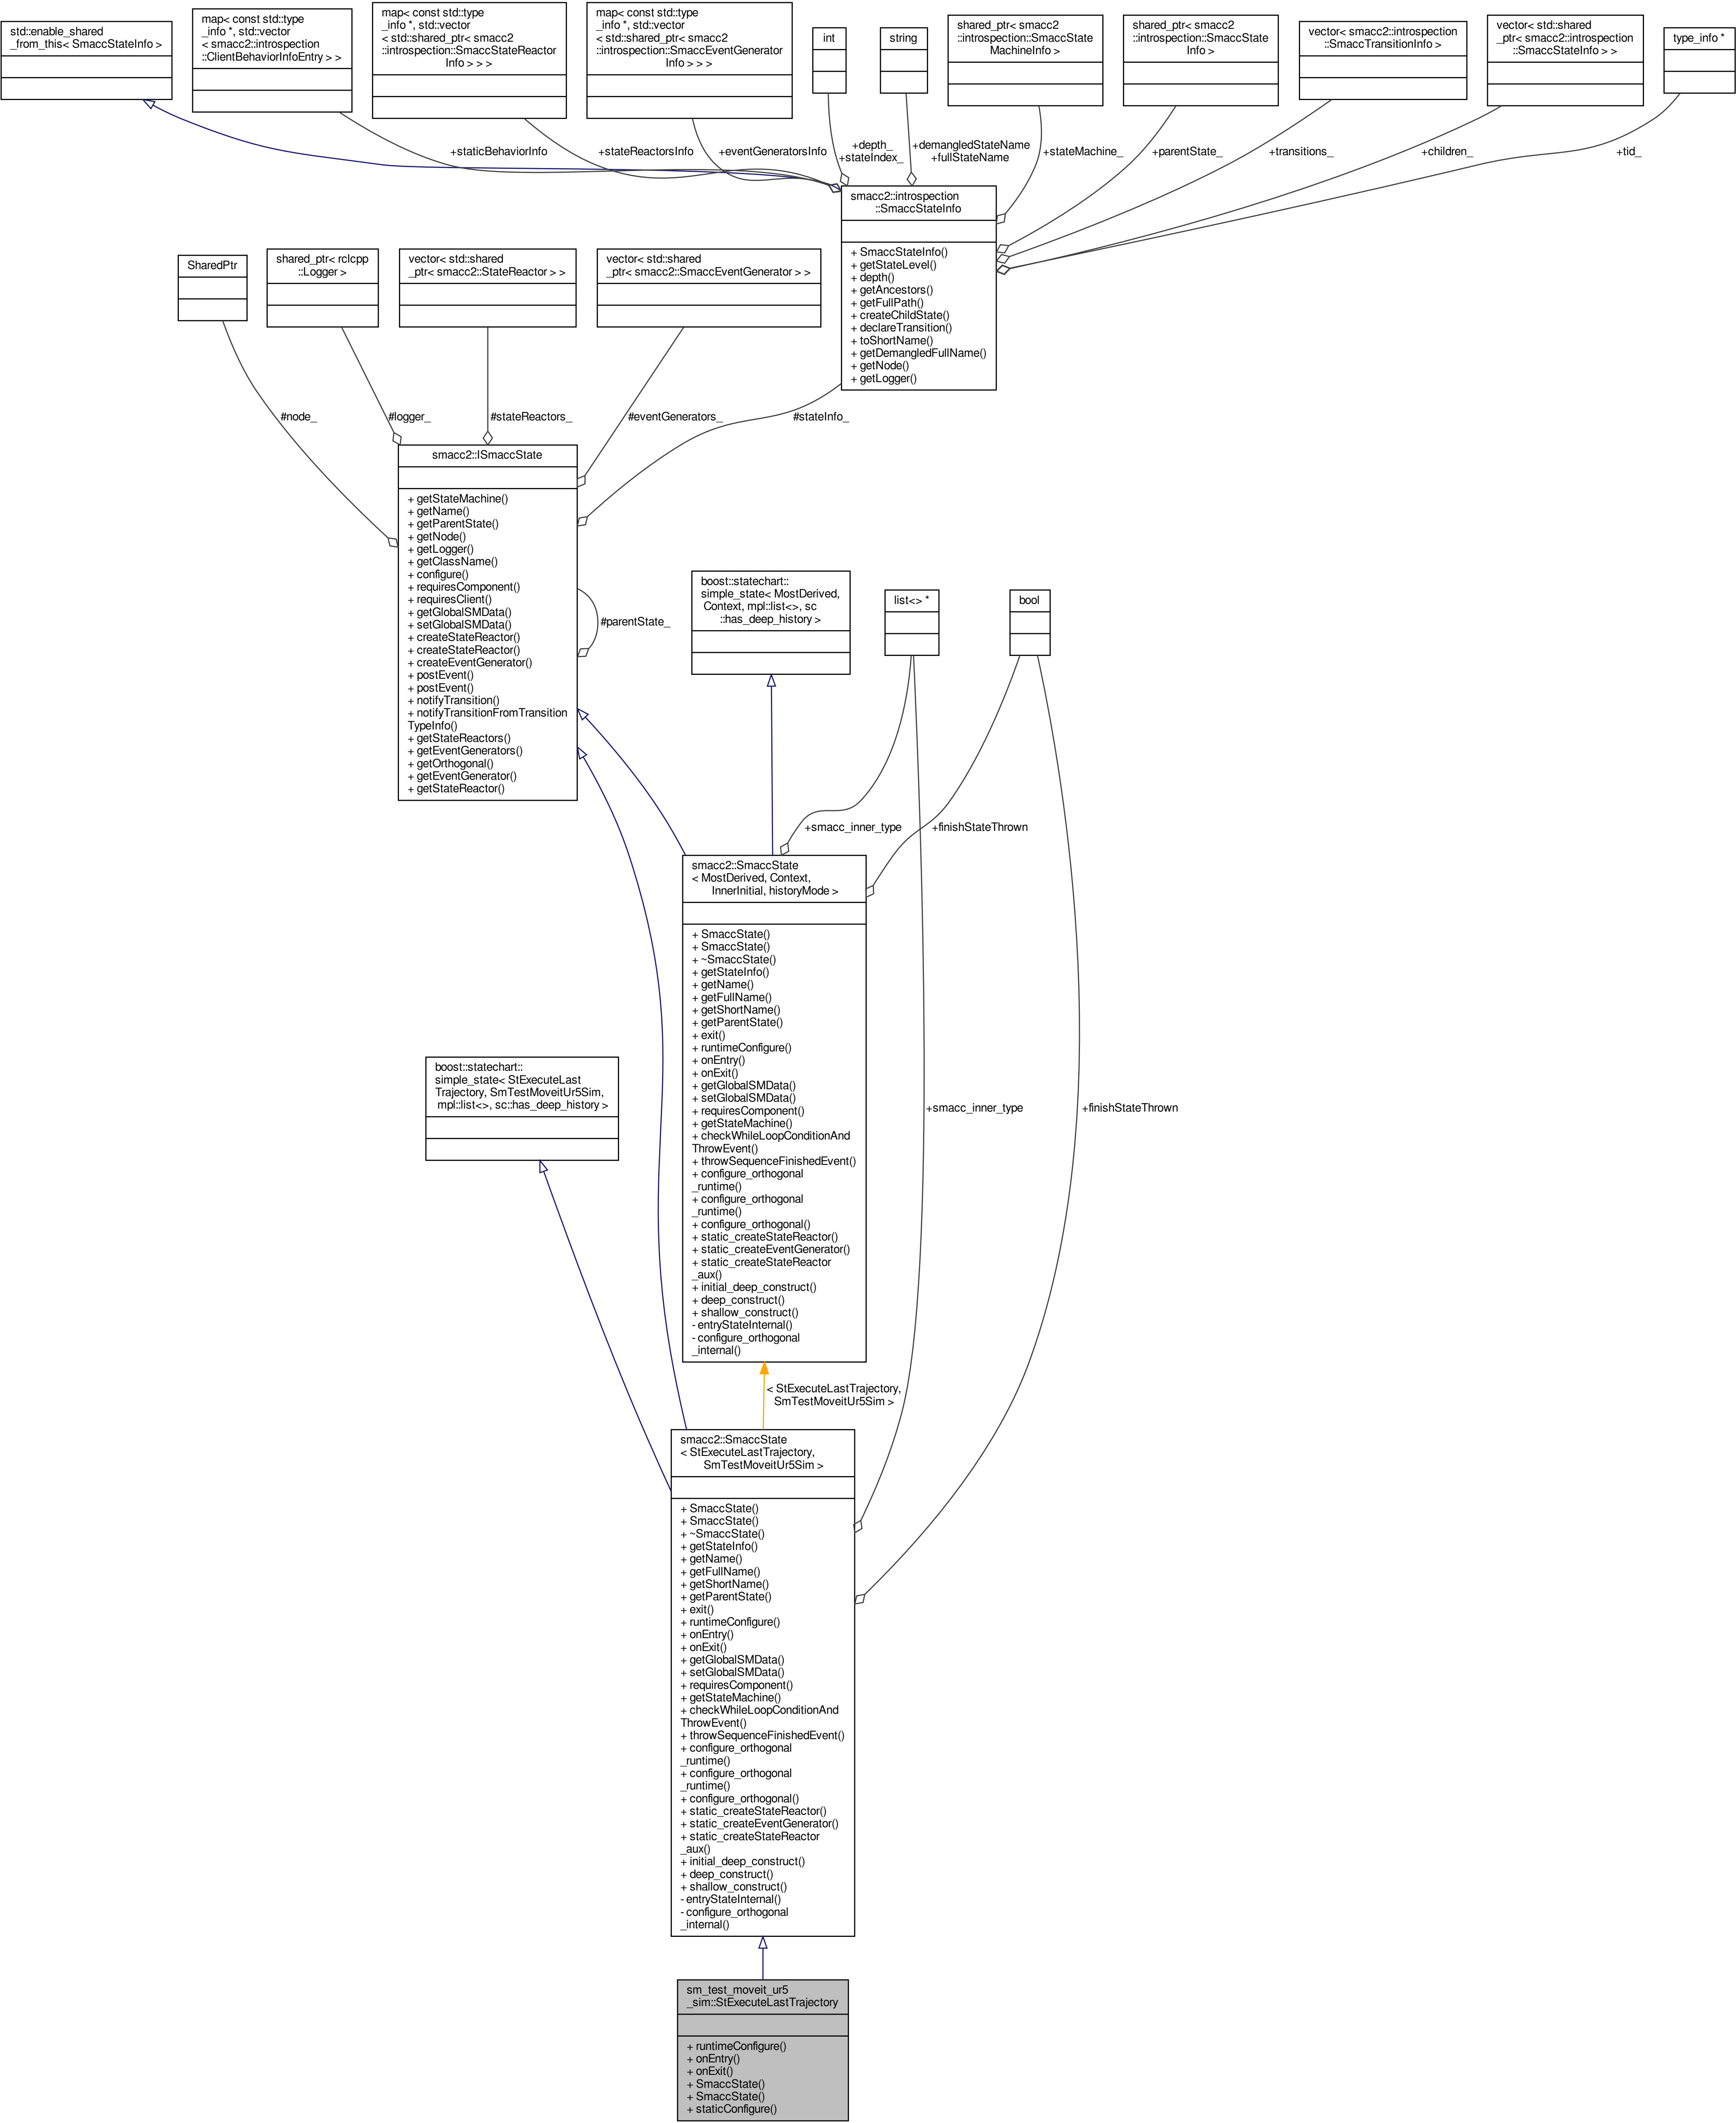 std::enable_shared
_from_this< SmaccStateInfo >
map< const std::type
_info *, std::vector
< smacc2::introspection
::ClientBehaviorInfoEntry > >
map< const std::type
_info *, std::vector
< std::shared_ptr< smacc2
::introspection::SmaccStateReactor
Info > > >
map< const std::type
_info *, std::vector
< std::shared_ptr< smacc2
::introspection::SmaccEventGenerator
Info > > >
int
string
shared_ptr< smacc2
::introspection::SmaccState
MachineInfo >
shared_ptr< smacc2
::introspection::SmaccState
Info >
vector< smacc2::introspection
::SmaccTransitionInfo >
vector< std::shared
_ptr< smacc2::introspection
::SmaccStateInfo > >
type_info *
+staticBehaviorInfo
+stateReactorsInfo
+eventGeneratorsInfo
+depth_
+stateIndex_
+demangledStateName
+fullStateName
+stateMachine_
+parentState_
+transitions_
+children_
+tid_
smacc2::introspection
::SmaccStateInfo
+ SmaccStateInfo()
+ getStateLevel()
+ depth()
+ getAncestors()
+ getFullPath()
+ createChildState()
+ declareTransition()
+ toShortName()
+ getDemangledFullName()
+ getNode()
+ getLogger()
SharedPtr
shared_ptr< rclcpp
::Logger >
vector< std::shared
_ptr< smacc2::StateReactor > >
vector< std::shared
_ptr< smacc2::SmaccEventGenerator > >
#node_
#logger_
#stateReactors_
#eventGenerators_
#stateInfo_
smacc2::ISmaccState
+ getStateMachine()
+ getName()
+ getParentState()
+ getNode()
+ getLogger()
+ getClassName()
+ configure()
+ requiresComponent()
+ requiresClient()
+ getGlobalSMData()
+ setGlobalSMData()
+ createStateReactor()
+ createStateReactor()
+ createEventGenerator()
+ postEvent()
+ postEvent()
+ notifyTransition()
+ notifyTransitionFromTransition
TypeInfo()
+ getStateReactors()
+ getEventGenerators()
+ getOrthogonal()
+ getEventGenerator()
+ getStateReactor()
#parentState_
boost::statechart::
simple_state< MostDerived,
Context, mpl::list<>, sc
::has_deep_history >
list<> *
bool
+smacc_inner_type
+finishStateThrown
smacc2::SmaccState
< MostDerived, Context,
InnerInitial, historyMode >
+ SmaccState()
+ SmaccState()
+ ~SmaccState()
+ getStateInfo()
+ getName()
+ getFullName()
+ getShortName()
+ getParentState()
+ exit()
+ runtimeConfigure()
+ onEntry()
+ onExit()
+ getGlobalSMData()
+ setGlobalSMData()
+ requiresComponent()
+ getStateMachine()
+ checkWhileLoopConditionAnd
ThrowEvent()
+ throwSequenceFinishedEvent()
+ configure_orthogonal
_runtime()
+ configure_orthogonal
_runtime()
+ configure_orthogonal()
+ static_createStateReactor()
+ static_createEventGenerator()
+ static_createStateReactor
_aux()
+ initial_deep_construct()
+ deep_construct()
+ shallow_construct()
- entryStateInternal()
- configure_orthogonal
_internal()
boost::statechart::
simple_state< StExecuteLast
Trajectory, SmTestMoveitUr5Sim,
mpl::list<>, sc::has_deep_history >
+smacc_inner_type
+finishStateThrown
< StExecuteLastTrajectory,
SmTestMoveitUr5Sim >
smacc2::SmaccState
< StExecuteLastTrajectory,
SmTestMoveitUr5Sim >
+ SmaccState()
+ SmaccState()
+ ~SmaccState()
+ getStateInfo()
+ getName()
+ getFullName()
+ getShortName()
+ getParentState()
+ exit()
+ runtimeConfigure()
+ onEntry()
+ onExit()
+ getGlobalSMData()
+ setGlobalSMData()
+ requiresComponent()
+ getStateMachine()
+ checkWhileLoopConditionAnd
ThrowEvent()
+ throwSequenceFinishedEvent()
+ configure_orthogonal
_runtime()
+ configure_orthogonal
_runtime()
+ configure_orthogonal()
+ static_createStateReactor()
+ static_createEventGenerator()
+ static_createStateReactor
_aux()
+ initial_deep_construct()
+ deep_construct()
+ shallow_construct()
- entryStateInternal()
- configure_orthogonal
_internal()
sm_test_moveit_ur5
_sim::StExecuteLastTrajectory
+ runtimeConfigure()
+ onEntry()
+ onExit()
+ SmaccState()
+ SmaccState()
+ staticConfigure()